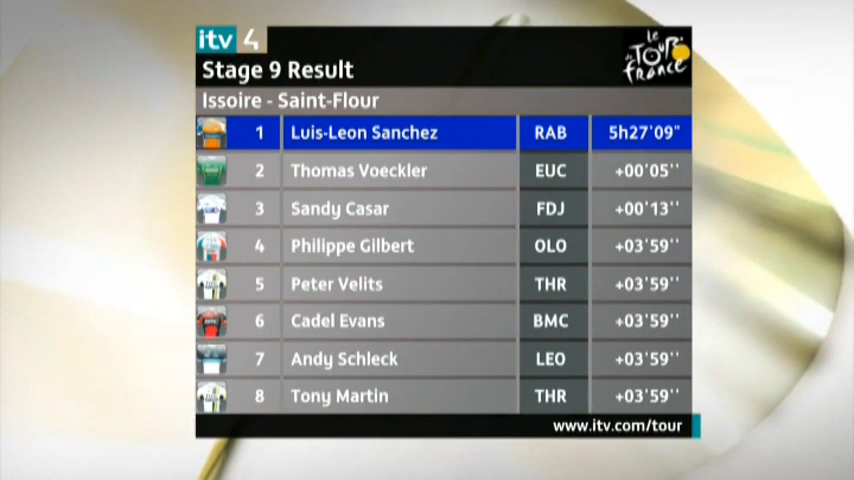 itv 4
le TOUR de france
Stage 9 Result
Issoire - Saint-Flour
1 Luis-Leon Sanchez RAB 5h27'09"
2 Thomas Voeckler EUC +00'05''
3 Sandy Casar FDJ +00'13''
4 Philippe Gilbert OLO +03'59''
5 Peter Velits THR +03'59''
6 Cadel Evans BMC +03'59''
7 Andy Schleck LEO +03'59''
8 Tony Martin THR +03'59''
www.itv.com/tour